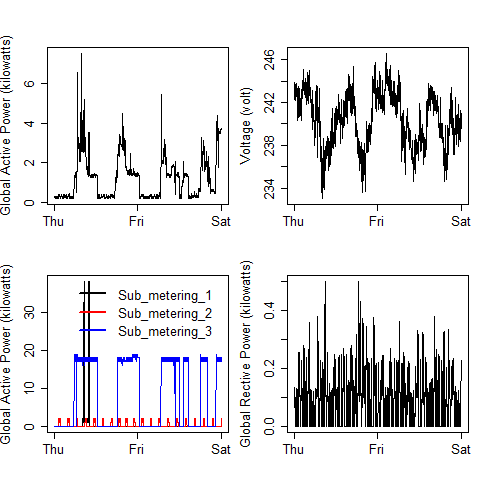 Global Active Power (kilowatts)
0 2 4 6
Thu Fri Sat
Voltage (volt)
234 238 242 246
Thu Fri Sat
Global Active Power (kilowatts)
0 10 20 30
Sub_metering_1
Sub_metering_2
Sub_metering_3
Thu Fri Sat
Global Rective Power (kilowatts)
0.0 0.2 0.4
Thu Fri Sat